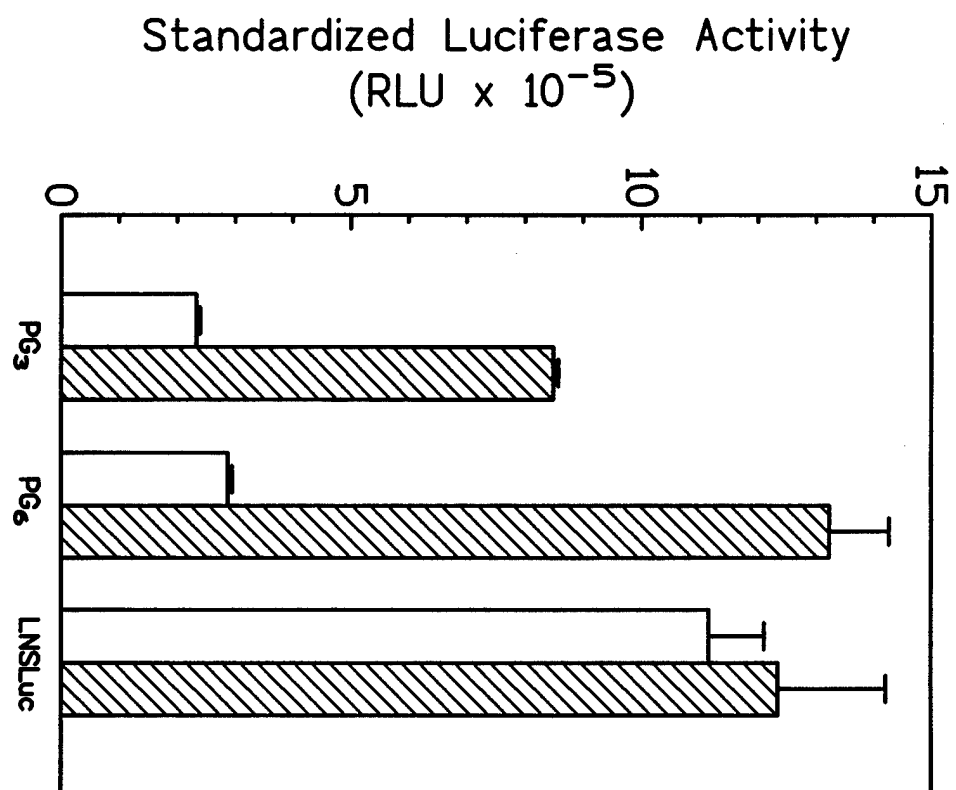 Standardized Luciferase Activity
(RLU x 10⁻⁵)
0
5
10
15
PG₃
PG₆
LNSLuc